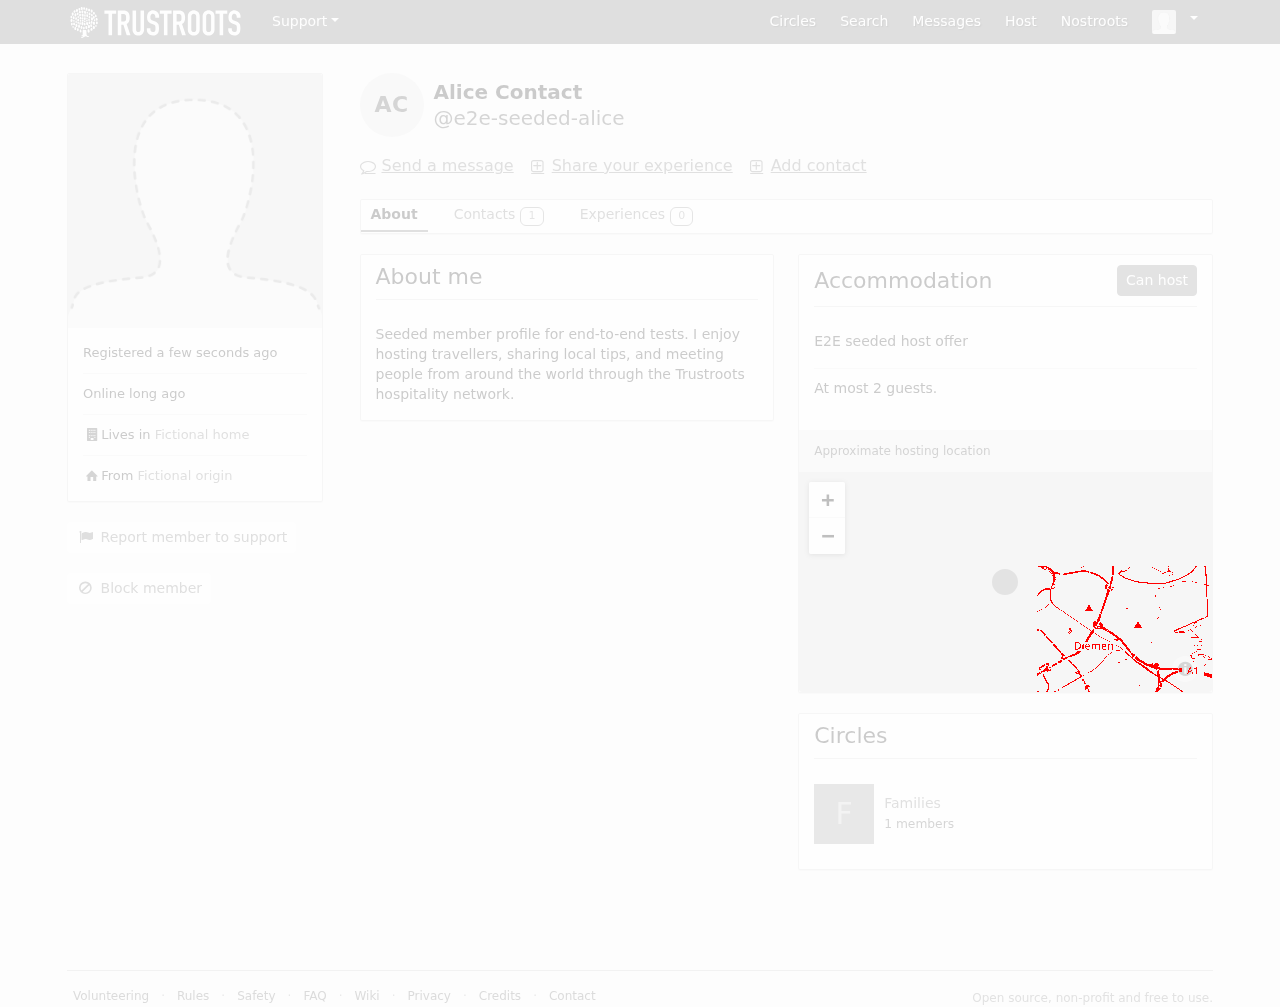 TRUSTROOTS
Support
Circles
Search
Messages
Host
Nostroots
AC
Alice Contact
@e2e-seeded-alice
Send a message
Share your experience
Add contact
About
Contacts 1
Experiences 0
Registered a few seconds ago
Online long ago
Lives in Fictional home
From Fictional origin
Report member to support
Block member
About me
Seeded member profile for end-to-end tests. I enjoy
hosting travellers, sharing local tips, and meeting
people from around the world through the Trustroots
hospitality network.
Accommodation
Can host
E2E seeded host offer
At most 2 guests.
Approximate hosting location
+
−
Diemen
A1
Circles
F
Families
1 members
Volunteering · Rules · Safety · FAQ · Wiki · Privacy · Credits · Contact
Open source, non-profit and free to use.